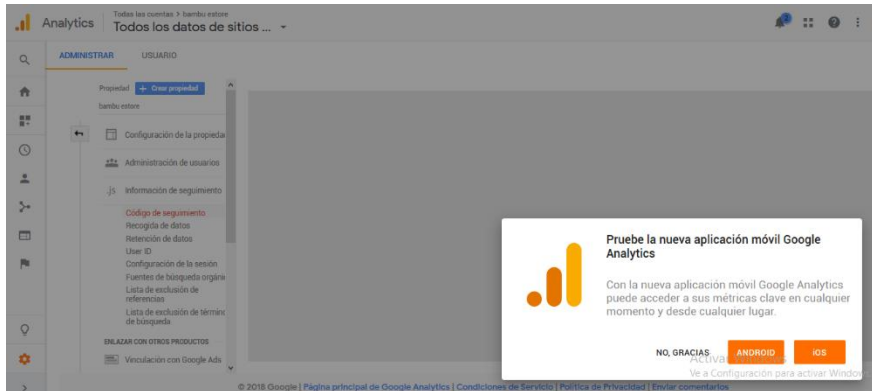 Analytics
Todas las cuentas > bambu estore
Todos los datos de sitios ...
ADMINISTRAR
USUARIO
Propiedad
+ Crear propiedad
bambu estore
Configuración de la propiedad
Administración de usuarios
.js Información de seguimiento
Código de seguimiento
Recogida de datos
Retención de datos
User ID
Configuración de la sesión
Fuentes de búsqueda orgáni
Lista de exclusión de
referencias
Lista de exclusión de término
de búsqueda
ENLAZAR CON OTROS PRODUCTOS
Vinculación con Google Ads
Pruebe la nueva aplicación móvil Google
Analytics
Con la nueva aplicación móvil Google Analytics
puede acceder a sus métricas clave en cualquier
momento y desde cualquier lugar.
NO, GRACIAS
ANDROID
iOS
Activar
Ve a Configuración para activar Window
© 2018 Google | Página principal de Google Analytics | Condiciones de Servicio | Política de Privacidad | Enviar comentarios